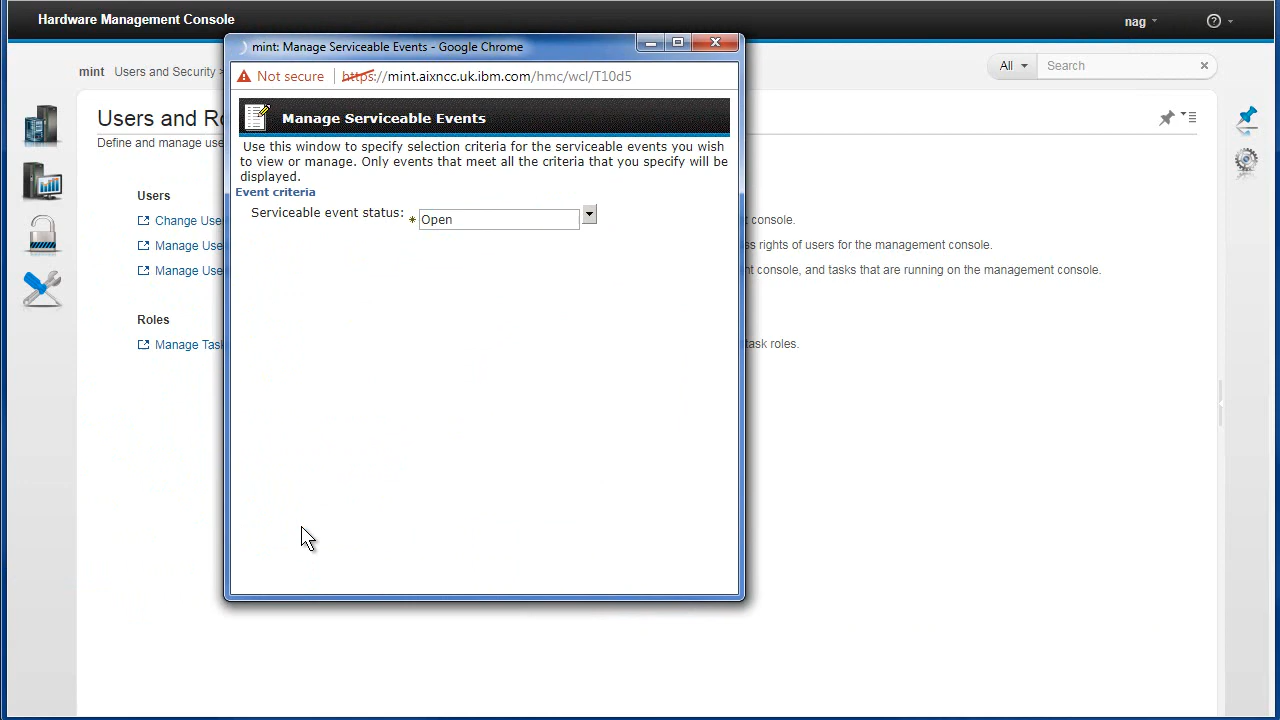 Hardware Management Console
nag
mint: Manage Serviceable Events - Google Chrome
Not secure | https://mint.aixncc.uk.ibm.com/hmc/wcl/T10d5
mint Users and Security >
All Search
Manage Serviceable Events
Use this window to specify selection criteria for the serviceable events you wish
to view or manage. Only events that meet all the criteria that you specify will be
displayed.
Event criteria
Serviceable event status: * Open
Users and Ro
Define and manage use
Users
Change Use
console.
Manage Use
ss rights of users for the management console.
Manage Use
nt console, and tasks that are running on the management console.
Roles
Manage Tas
task roles.